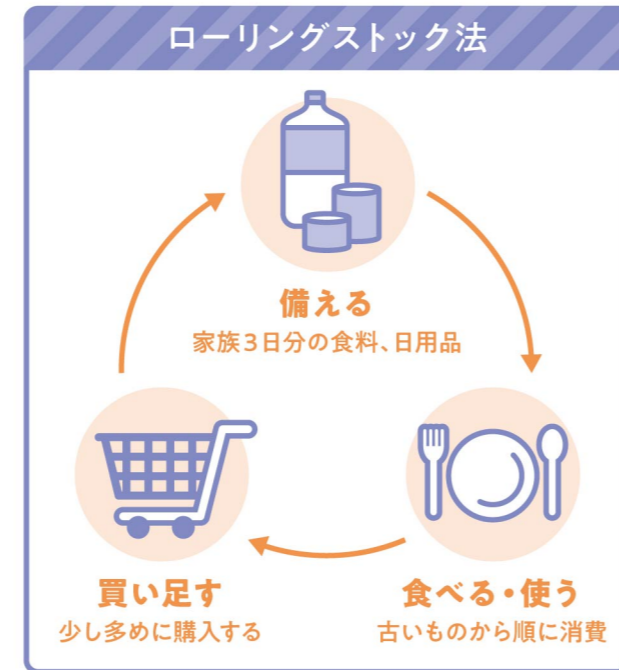 ローリングストック法
備える
家族3日分の食料、日用品
買い足す
少し多めに購入する
食べる・使う
古いものから順に消費